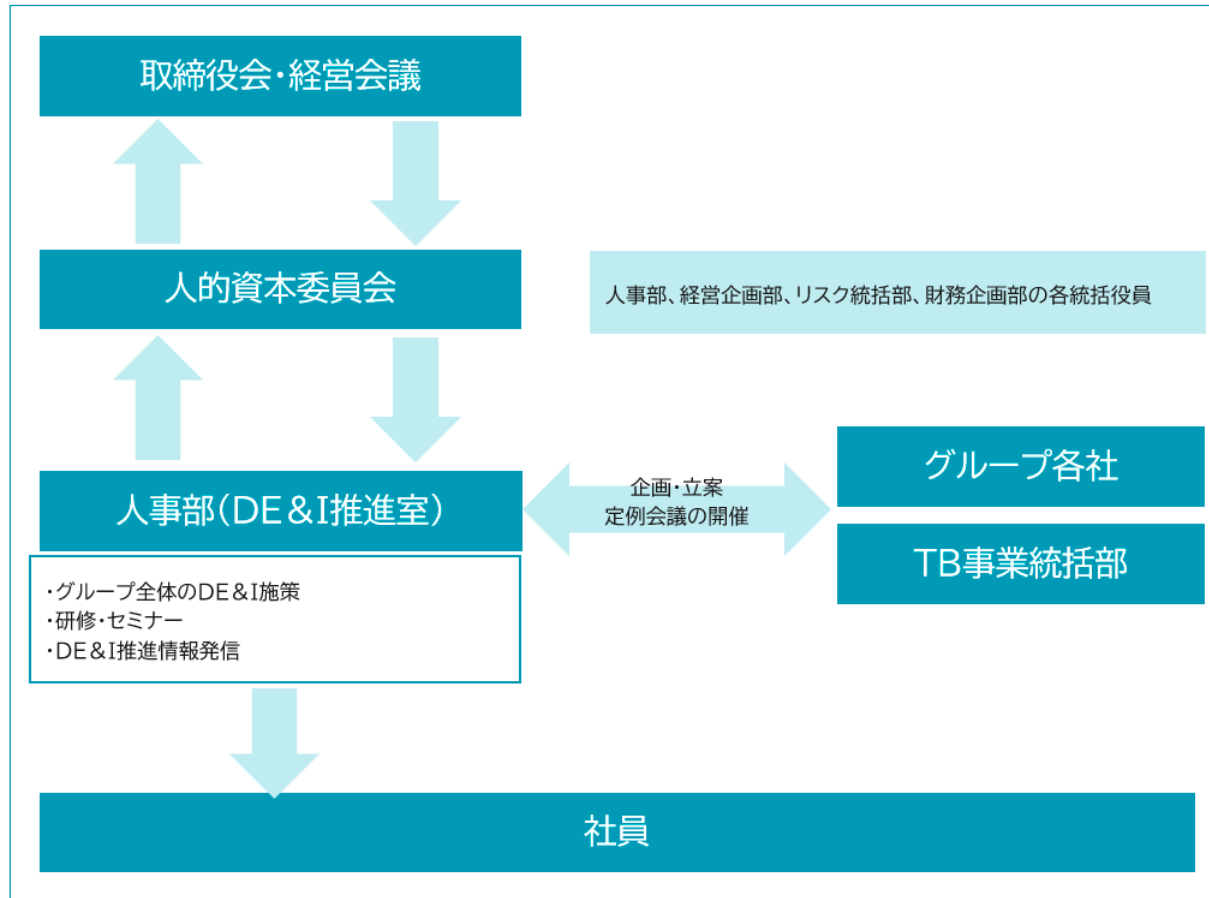 取締役会・経営会議
人的資本委員会
人事部、経営企画部、リスク統括部、財務企画部の各統括役員
人事部(DE&I推進室)
企画・立案
定例会議の開催
グループ各社
TB事業統括部
・グループ全体のDE&I施策
・研修・セミナー
・DE&I推進情報発信
社員